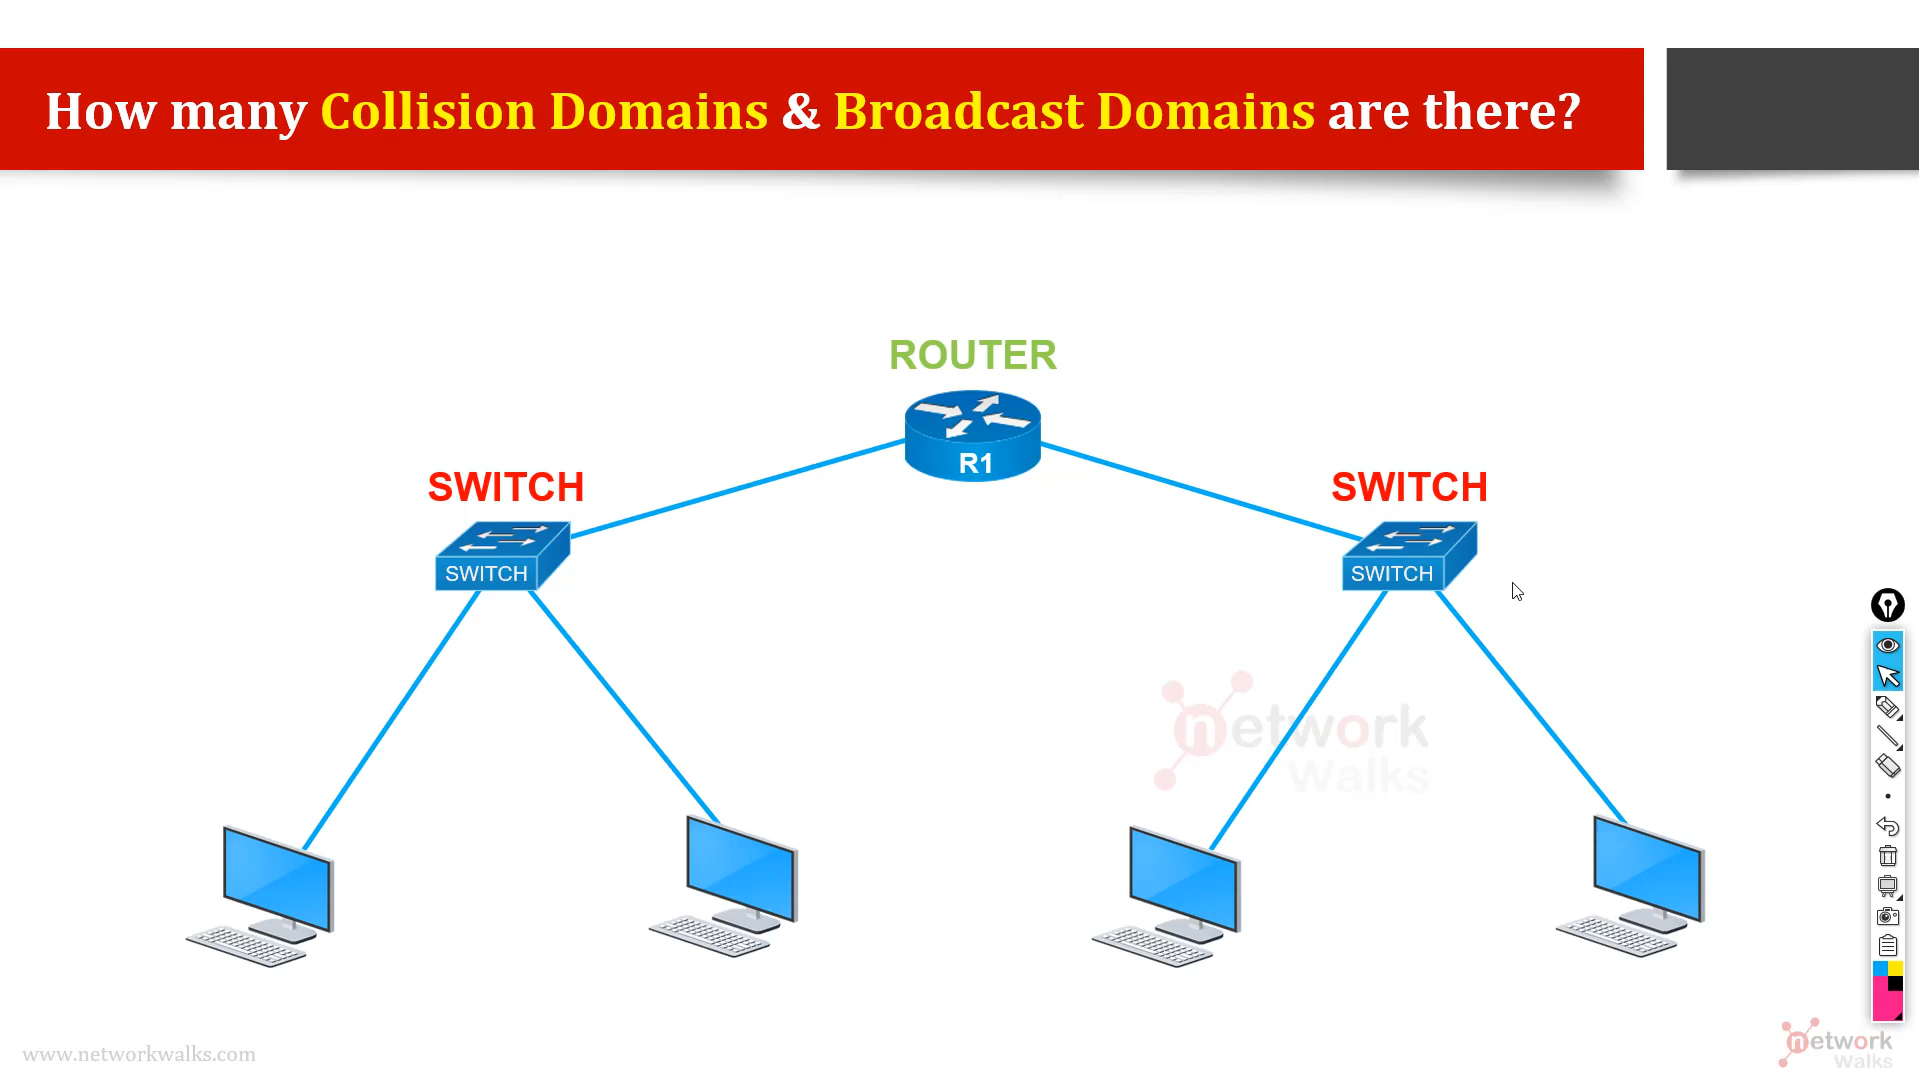 How many Collision Domains & Broadcast Domains are there?
ROUTER
R1
SWITCH
SWITCH
SWITCH
SWITCH
network
Walks
www.networkwalks.com
network
Walks